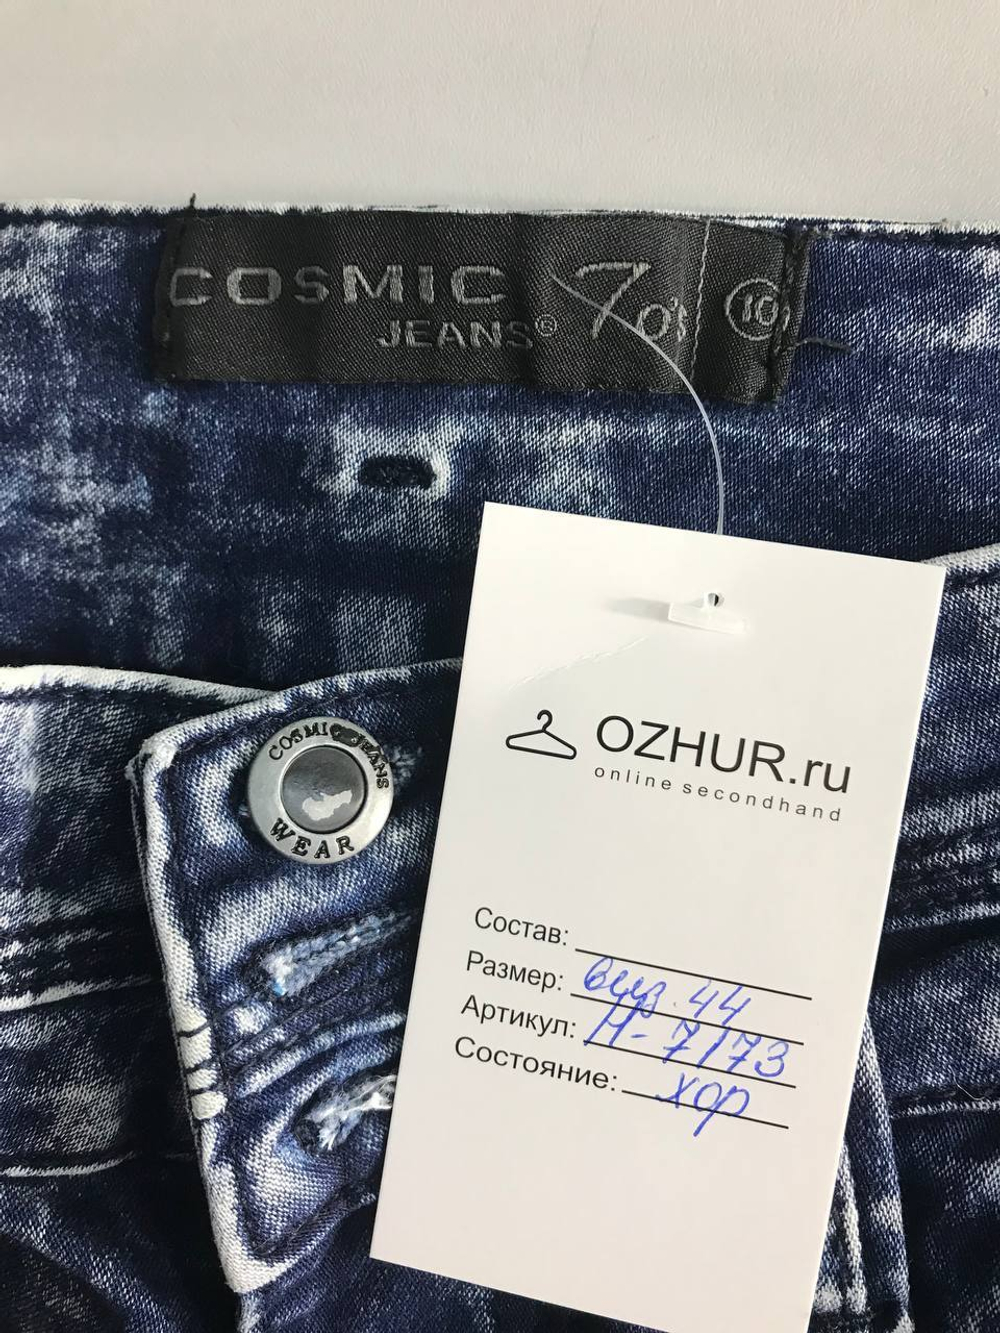 COSMIC 70's 10
JEANS®
COSMIC JEANS
WEAR
OZHUR.ru
online secondhand
Состав:
Размер: виз. 44
Артикул: Н-7173
Состояние: хор